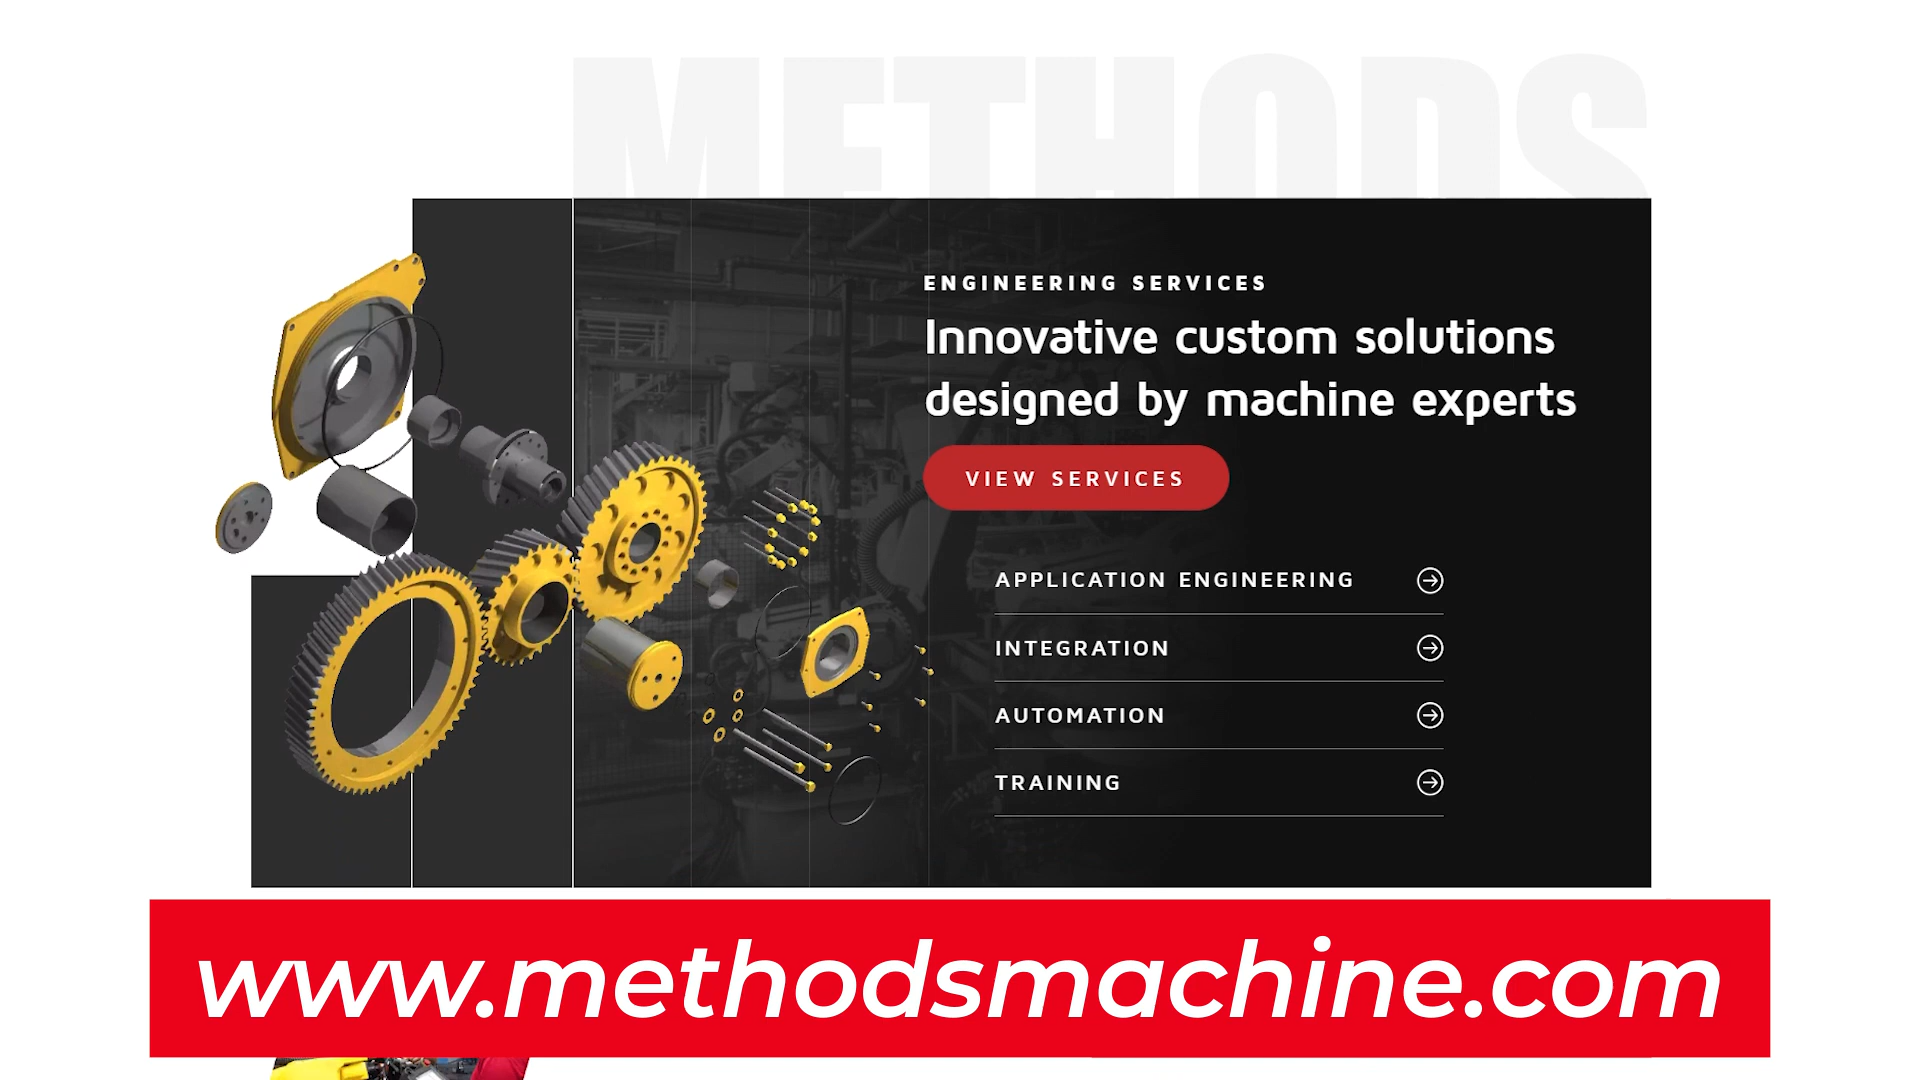 METHODS
ENGINEERING SERVICES
Innovative custom solutions
designed by machine experts
VIEW SERVICES
APPLICATION ENGINEERING
INTEGRATION
AUTOMATION
TRAINING
www.methodsmachine.com